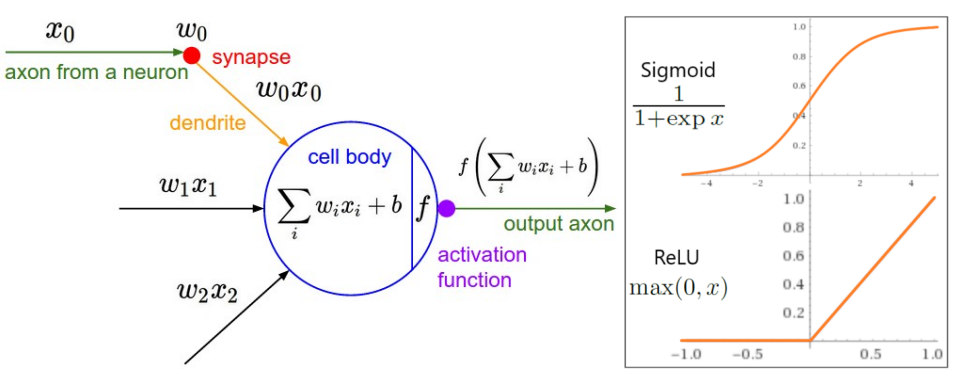 x₀
w₀
synapse
axon from a neuron
w₀x₀
dendrite
cell body
f(∑ᵢ wᵢxᵢ + b)
w₁x₁
∑ᵢ wᵢxᵢ + b
f
output axon
activation
function
w₂x₂
Sigmoid
1
1+exp x
1.0
0.8
0.6
0.4
0.2
-4
-2
2
4
ReLU
max(0, x)
1.0
0.8
0.6
0.4
0.2
-1.0
-0.5
0.5
1.0